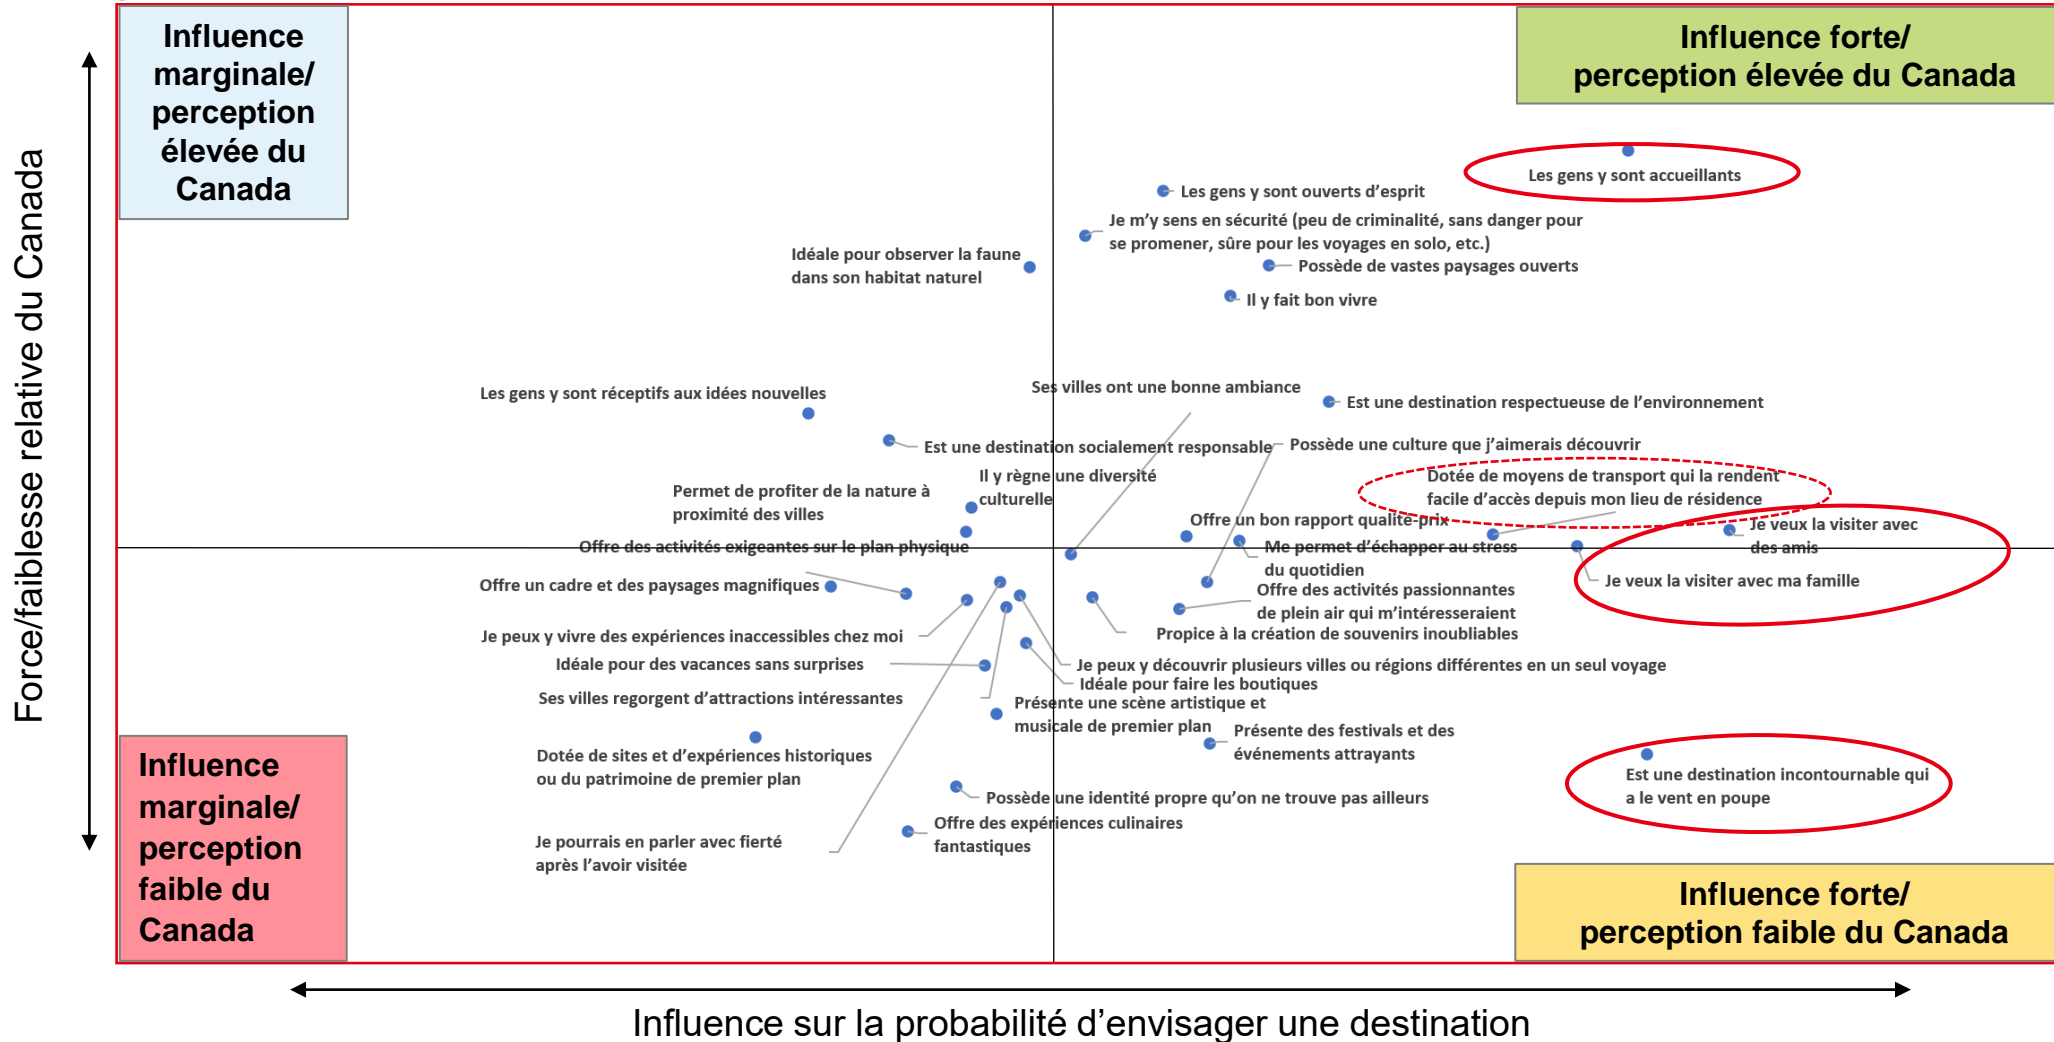 Influence
marginale/
perception
élevée du
Canada
Influence forte/
perception élevée du Canada
Force/faiblesse relative du Canada
Les gens y sont accueillants
Les gens y sont ouverts d’esprit
Je m’y sens en sécurité (peu de criminalité, sans danger pour
se promener, sûre pour les voyages en solo, etc.)
Idéale pour observer la faune
dans son habitat naturel
Possède de vastes paysages ouverts
Il y fait bon vivre
Les gens y sont réceptifs aux idées nouvelles
Ses villes ont une bonne ambiance
Est une destination respectueuse de l’environnement
Est une destination socialement responsable
Possède une culture que j’aimerais découvrir
Il y règne une diversité
culturelle
Dotée de moyens de transport qui la rendent
facile d’accès depuis mon lieu de résidence
Permet de profiter de la nature à
proximité des villes
Offre un bon rapport qualité-prix
Je veux la visiter avec
des amis
Offre des activités exigeantes sur le plan physique
Me permet d’échapper au stress
du quotidien
Offre un cadre et des paysages magnifiques
Je veux la visiter avec ma famille
Offre des activités passionnantes
de plein air qui m’intéresseraient
Je peux y vivre des expériences inaccessibles chez moi
Propice à la création de souvenirs inoubliables
Idéale pour des vacances sans surprises
Je peux y découvrir plusieurs villes ou régions différentes en un seul voyage
Idéale pour faire les boutiques
Ses villes regorgent d’attractions intéressantes
Présente une scène artistique et
musicale de premier plan
Présente des festivals et des
événements attrayants
Dotée de sites et d’expériences historiques
ou du patrimoine de premier plan
Est une destination incontournable qui
a le vent en poupe
Possède une identité propre qu’on ne trouve pas ailleurs
Offre des expériences culinaires
fantastiques
Je pourrais en parler avec fierté
après l’avoir visitée
Influence
marginale/
perception
faible du
Canada
Influence forte/
perception faible du Canada
Influence sur la probabilité d’envisager une destination